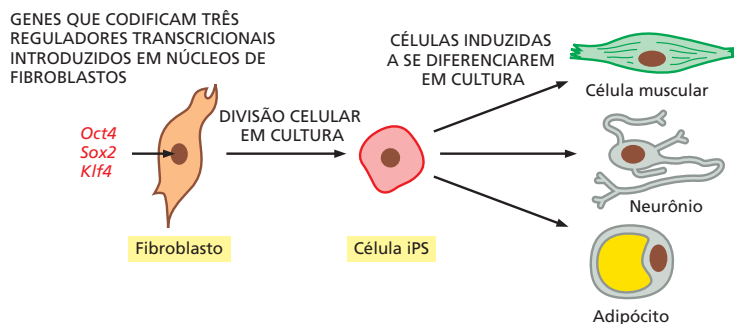 GENES QUE CODIFICAM TRÊS
REGULADORES TRANSCRICIONAIS
INTRODUZIDOS EM NÚCLEOS DE
FIBROBLASTOS
Oct4
Sox2
Klf4
Fibroblasto
DIVISÃO CELULAR
EM CULTURA
Célula iPS
CÉLULAS INDUZIDAS
A SE DIFERENCIAREM
EM CULTURA
Célula muscular
Neurônio
Adipócito